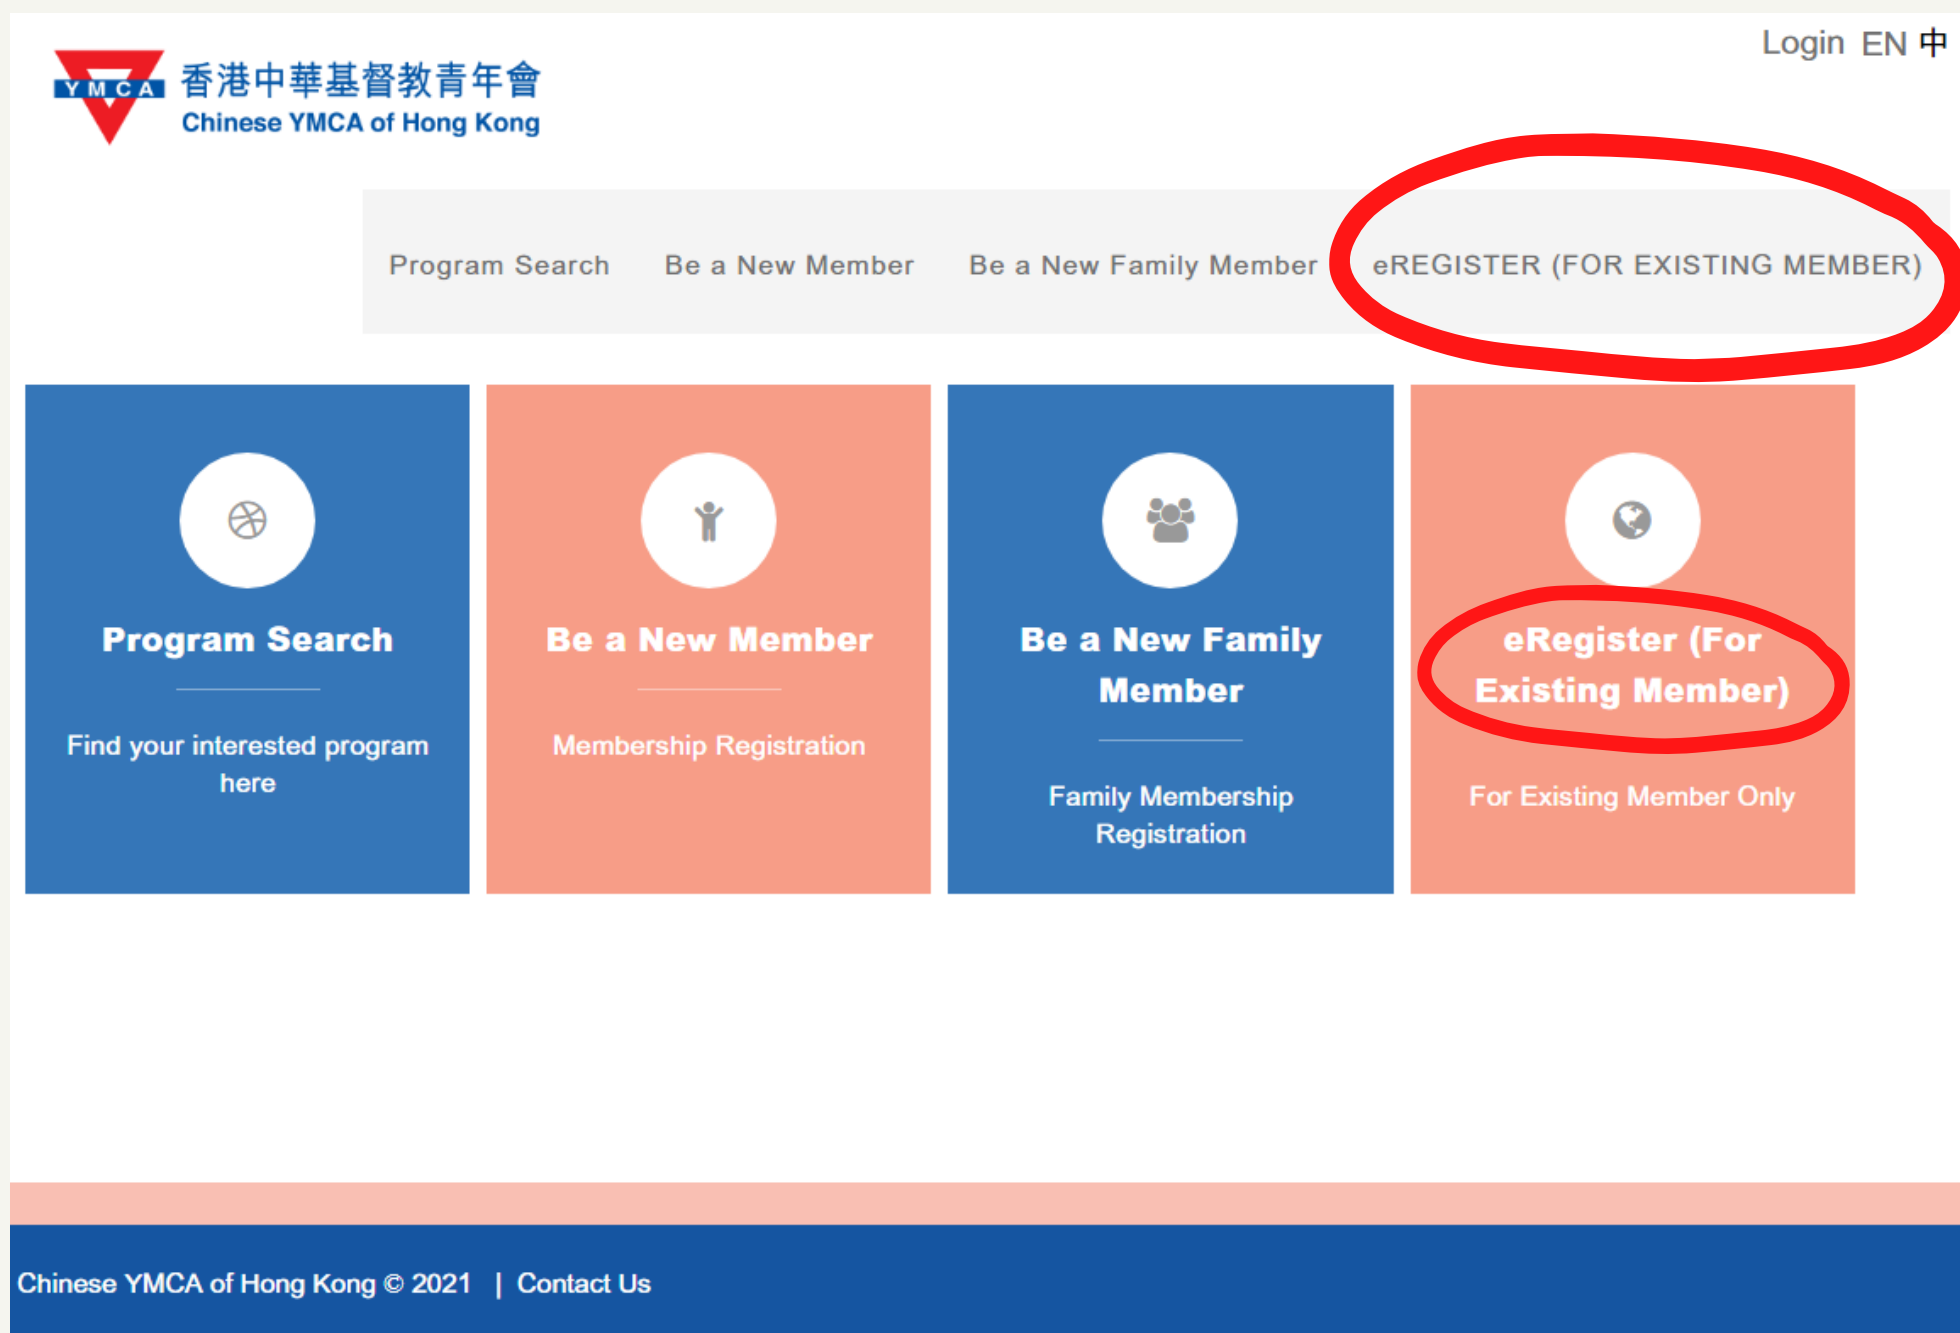 Login EN 中
YMCA
香港中華基督教青年會
Chinese YMCA of Hong Kong
Program Search Be a New Member Be a New Family Member eREGISTER (FOR EXISTING MEMBER)
Program Search
Find your interested program
here
Be a New Member
Membership Registration
Be a New Family
Member
Family Membership
Registration
eRegister (For
Existing Member)
For Existing Member Only
Chinese YMCA of Hong Kong © 2021 | Contact Us